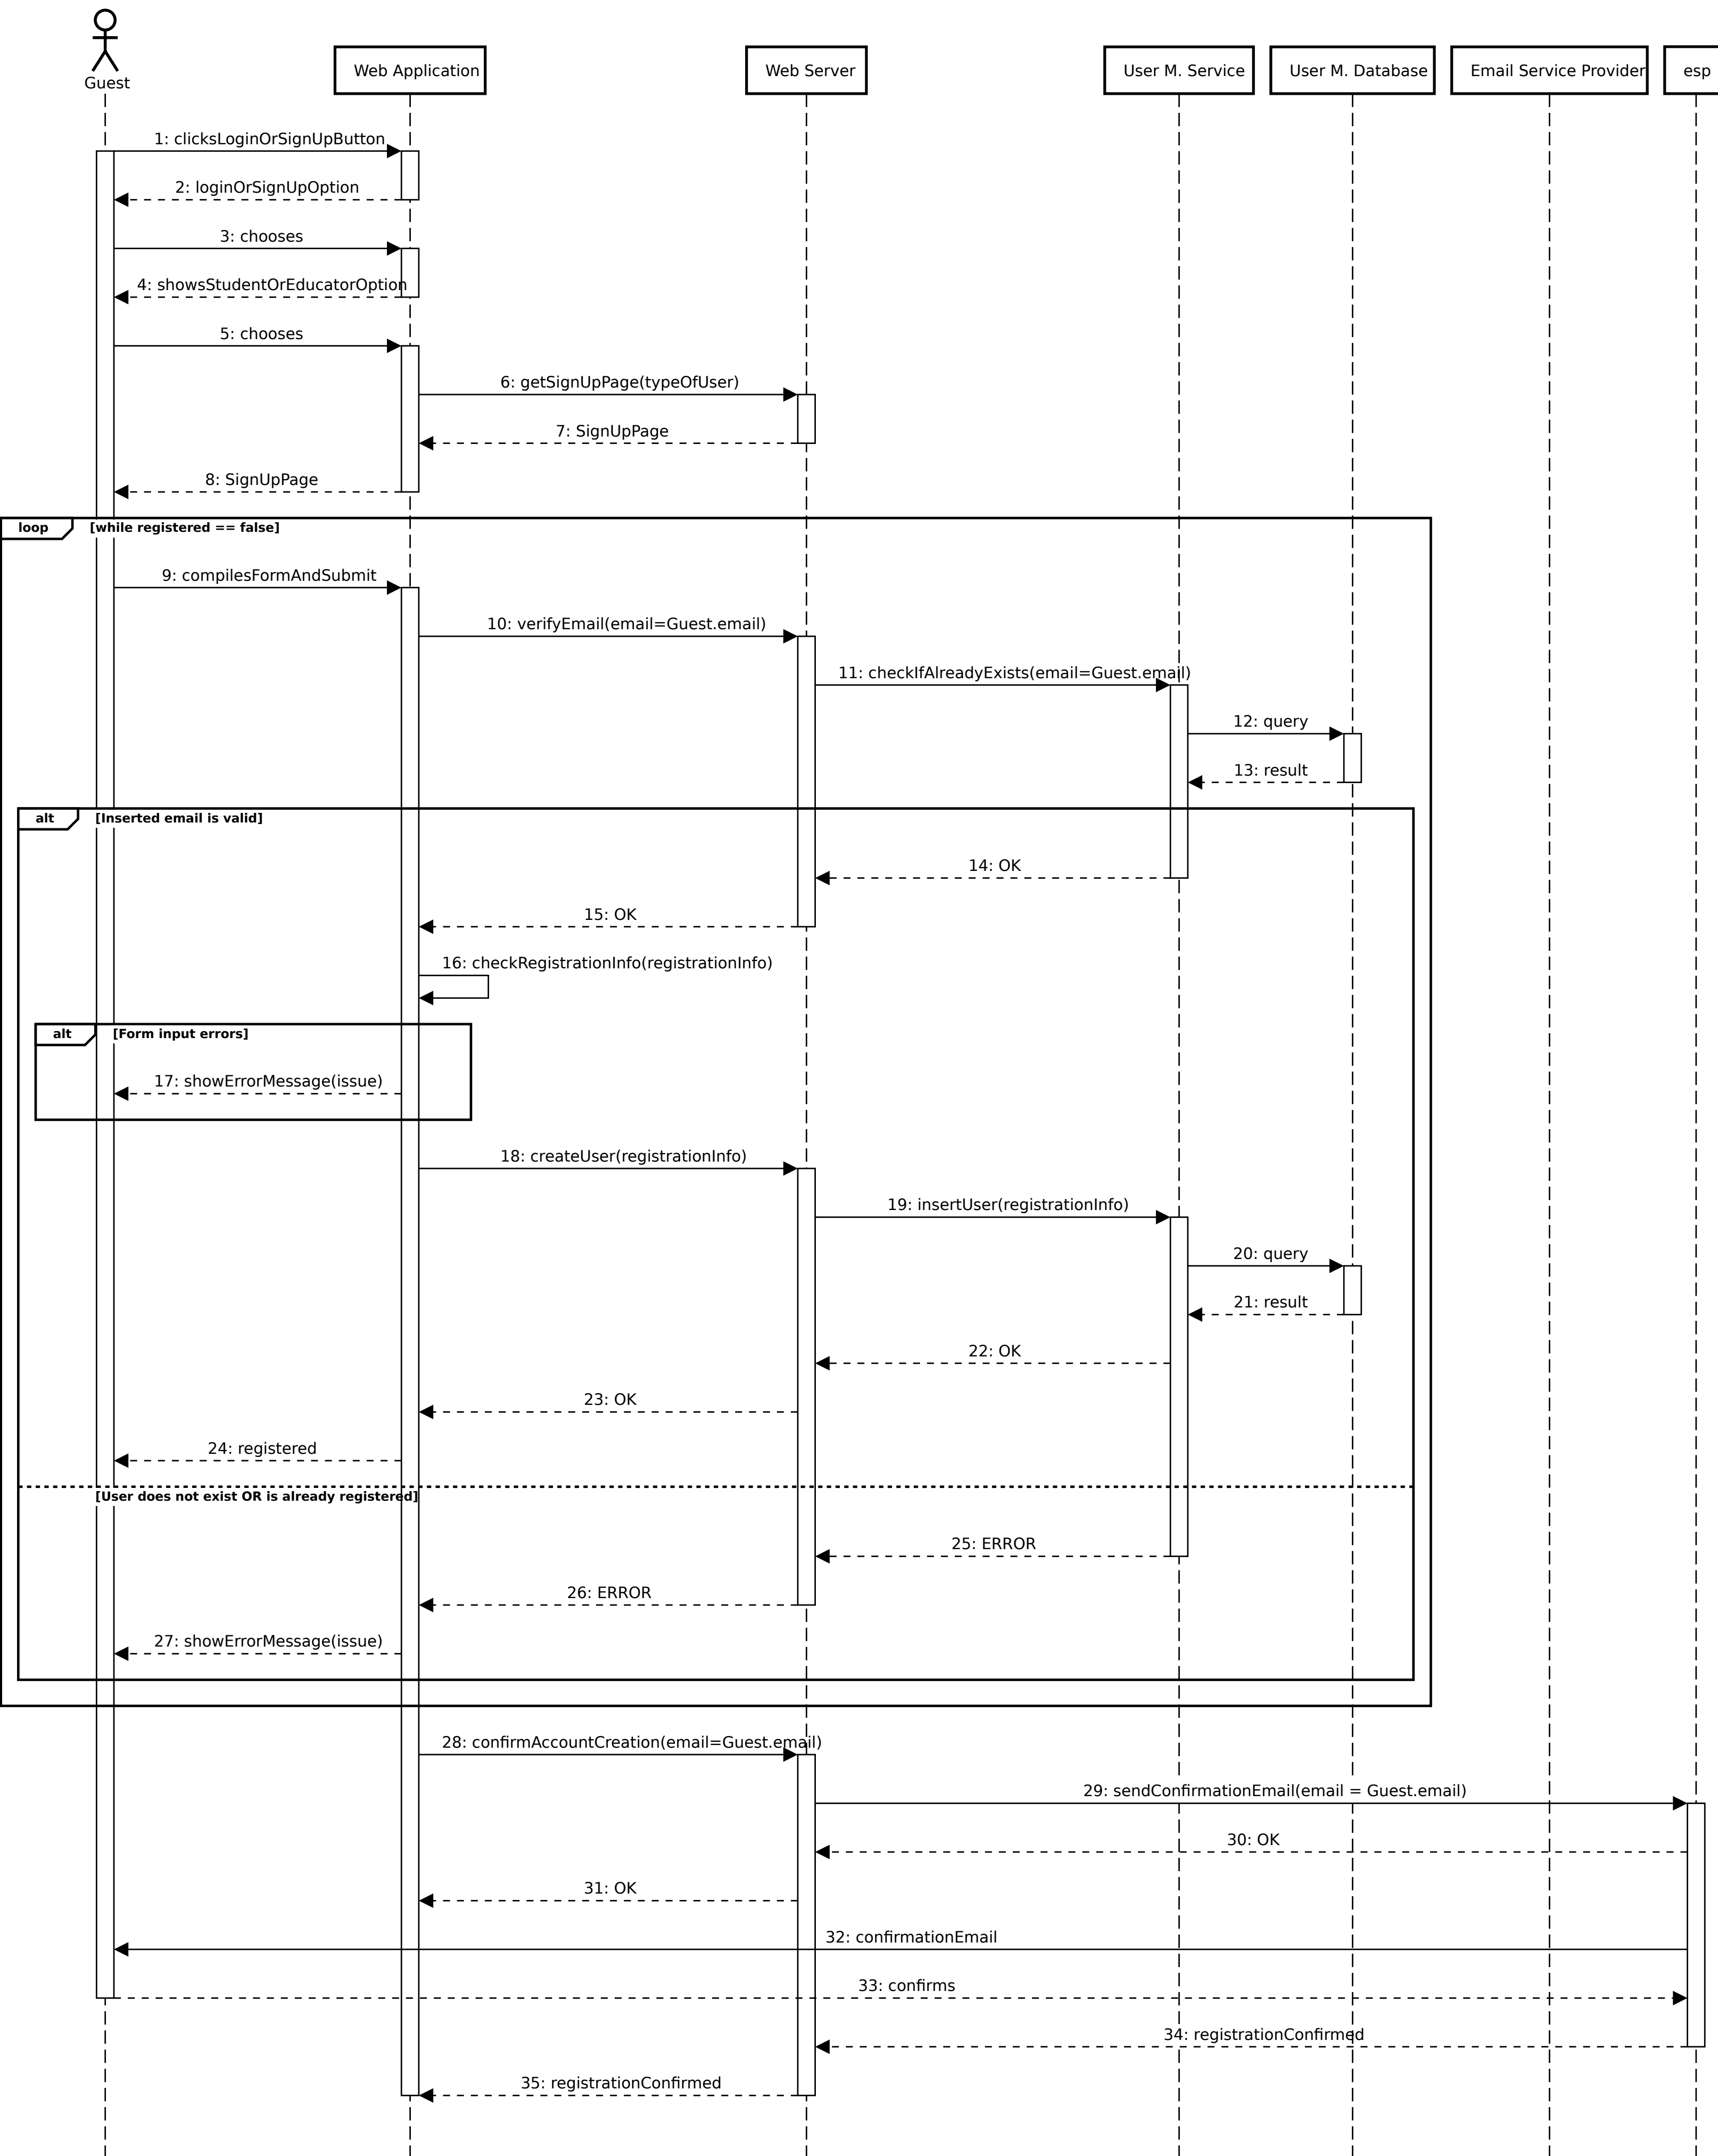 Guest
Web Application
Web Server
User M. Service
User M. Database
Email Service Provider
esp
1: clicksLoginOrSignUpButton
2: loginOrSignUpOption
3: chooses
4: showsStudentOrEducatorOption
5: chooses
6: getSignUpPage(typeOfUser)
7: SignUpPage
8: SignUpPage
loop
[while registered == false]
9: compilesFormAndSubmit
10: verifyEmail(email=Guest.email)
11: checkIfAlreadyExists(email=Guest.email)
12: query
13: result
alt
[Inserted email is valid]
14: OK
15: OK
16: checkRegistrationInfo(registrationInfo)
alt
[Form input errors]
17: showErrorMessage(issue)
18: createUser(registrationInfo)
19: insertUser(registrationInfo)
20: query
21: result
22: OK
23: OK
24: registered
[User does not exist OR is already registered]
25: ERROR
26: ERROR
27: showErrorMessage(issue)
28: confirmAccountCreation(email=Guest.email)
29: sendConfirmationEmail(email = Guest.email)
30: OK
31: OK
32: confirmationEmail
33: confirms
34: registrationConfirmed
35: registrationConfirmed